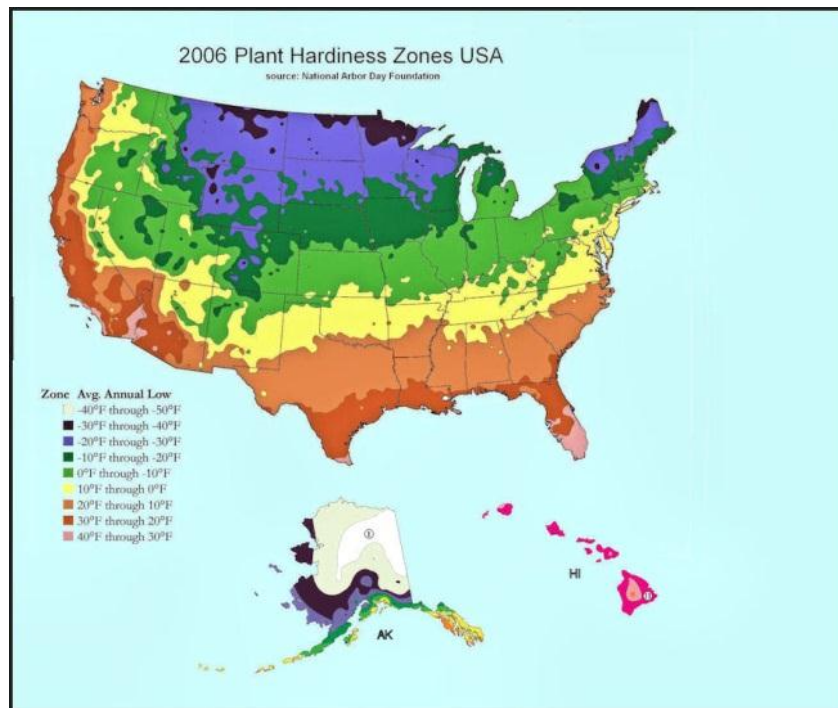 2006 Plant Hardiness Zones USA
source: National Arbor Day Foundation
Zone Avg. Annual Low
-40°F through -50°F
-30°F through -40°F
-20°F through -30°F
-10°F through -20°F
0°F through -10°F
10°F through 0°F
20°F through 10°F
30°F through 20°F
40°F through 30°F
1
AK
HI
11